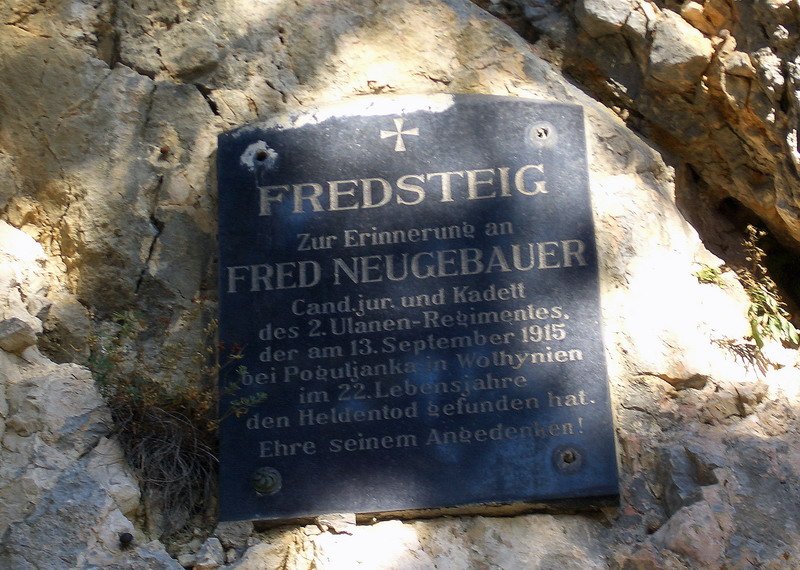 FREDSTEIG
Zur Erinnerung an
FRED NEUGEBAUER
Cand.jur. und Kadett
des 2.Ulanen-Regimentes,
der am 13.September 1915
bei Poguljanka in Wolhynien
im 22.Lebensjahre
den Heldentod gefunden hat.
Ehre seinem Angedenken!